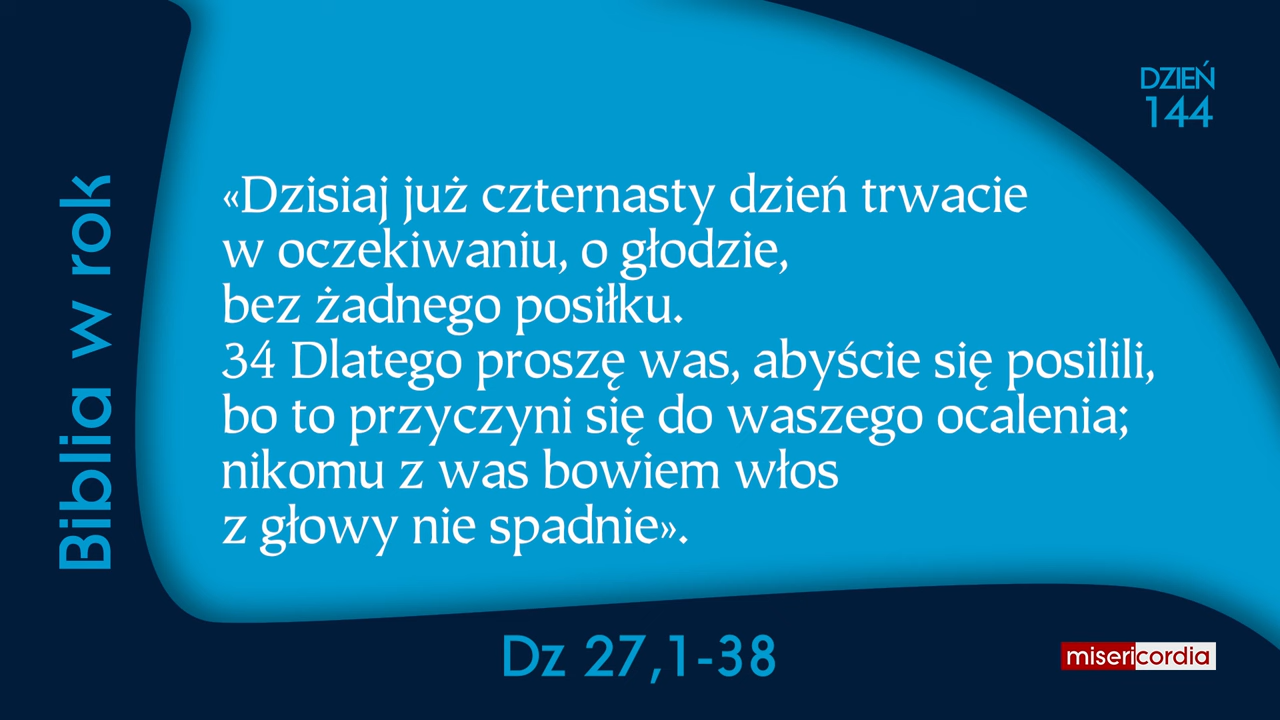 DZIEŃ
144
Biblia w rok
«Dzisiaj już czternasty dzień trwacie
w oczekiwaniu, o głodzie,
bez żadnego posiłku.
34 Dlatego proszę was, abyście się posilili,
bo to przyczyni się do waszego ocalenia;
nikomu z was bowiem włos
z głowy nie spadnie».
Dz 27,1-38
misericordia